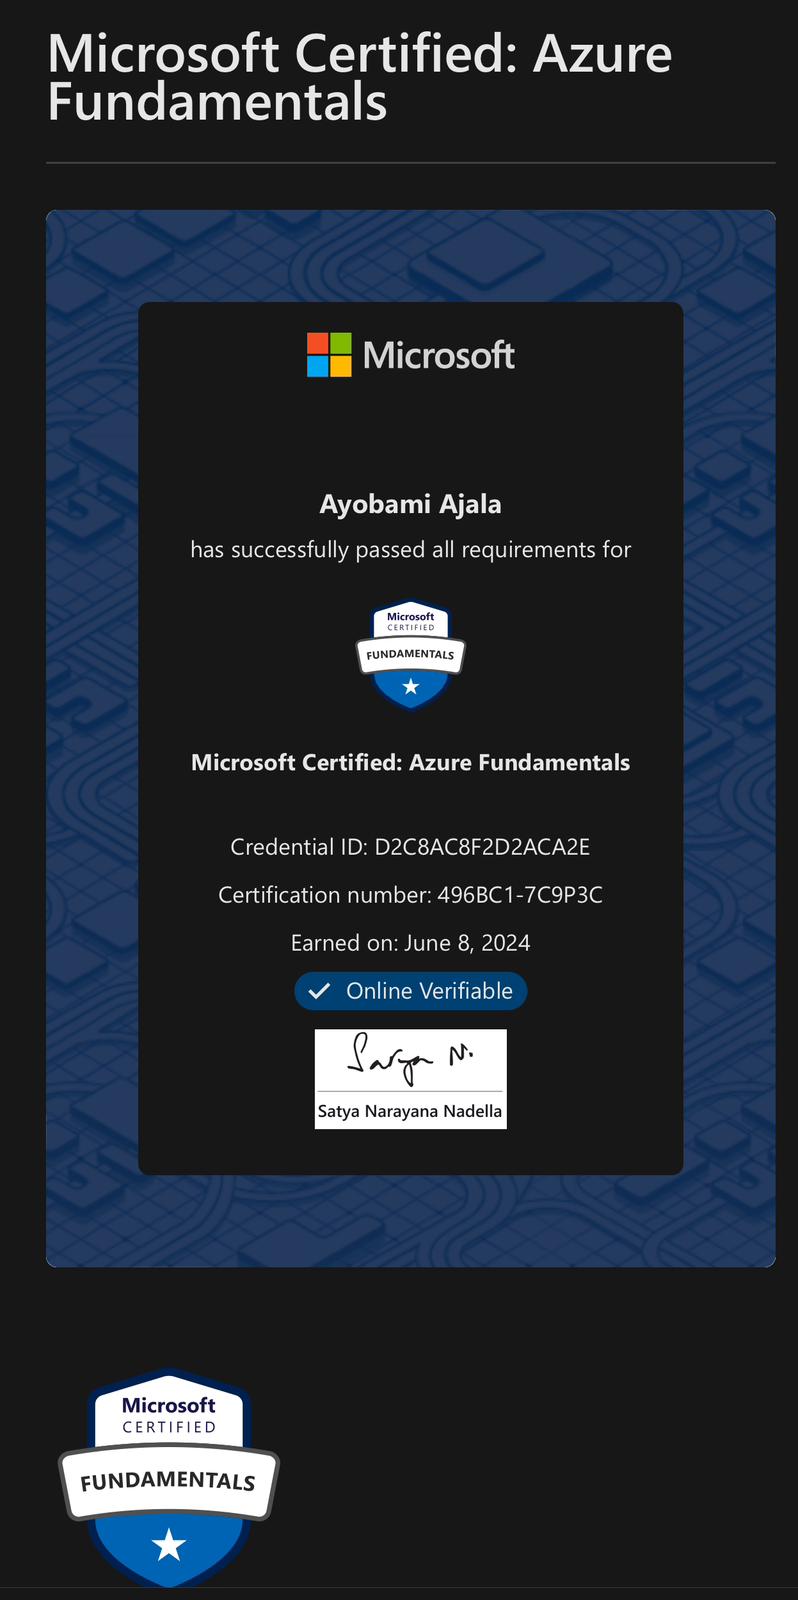 Microsoft Certified: Azure
Fundamentals
Microsoft
Ayobami Ajala
has successfully passed all requirements for
Microsoft
CERTIFIED
FUNDAMENTALS
Microsoft Certified: Azure Fundamentals
Credential ID: D2C8AC8F2D2ACA2E
Certification number: 496BC1-7C9P3C
Earned on: June 8, 2024
Online Verifiable
Satya N.
Satya Narayana Nadella
Microsoft
CERTIFIED
FUNDAMENTALS